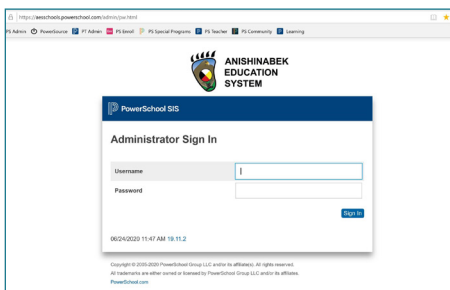 https://aesschools.powerschool.com/admin/pw.html
PS Admin PowerSource PT Admin PS Enroll PS Special Programs PS Teacher PS Community Learning
ANISHINABEK
EDUCATION
SYSTEM
PowerSchool SIS
Administrator Sign In
Username
Password
Sign In
06/24/2020 11:47 AM 19.11.2
Copyright © 2005-2020 PowerSchool Group LLC and/or its affiliate(s). All rights reserved.
All trademarks are either owned or licensed by PowerSchool Group LLC and/or its affiliates.
PowerSchool.com